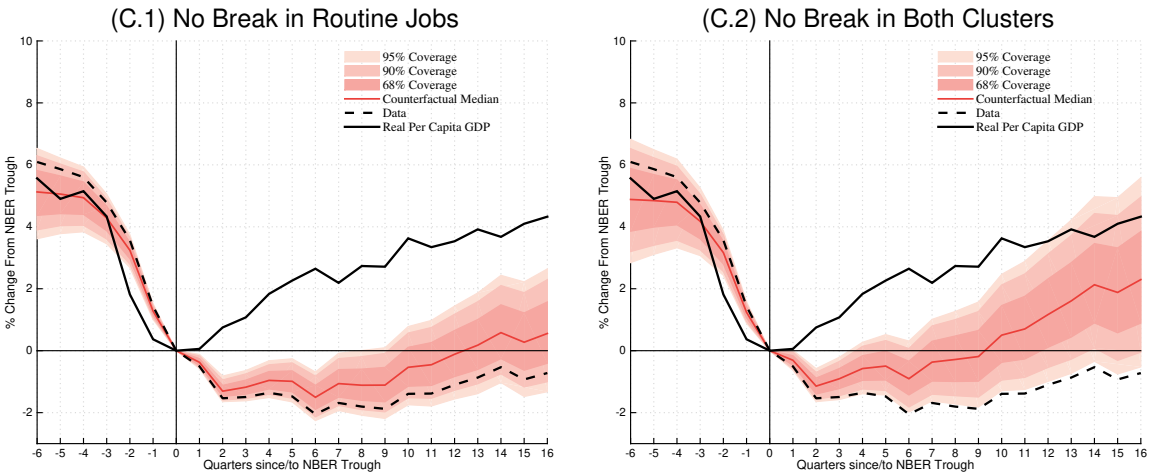 (C.1) No Break in Routine Jobs
10
8
6
4
2
0
-2
% Change From NBER Trough
95% Coverage
90% Coverage
68% Coverage
Counterfactual Median
Data
Real Per Capita GDP
-6 -5 -4 -3 -2 -1 0 1 2 3 4 5 6 7 8 9 10 11 12 13 14 15 16
Quarters since/to NBER Trough
(C.2) No Break in Both Clusters
10
8
6
4
2
0
-2
% Change From NBER Trough
95% Coverage
90% Coverage
68% Coverage
Counterfactual Median
Data
Real Per Capita GDP
-6 -5 -4 -3 -2 -1 0 1 2 3 4 5 6 7 8 9 10 11 12 13 14 15 16
Quarters since/to NBER Trough